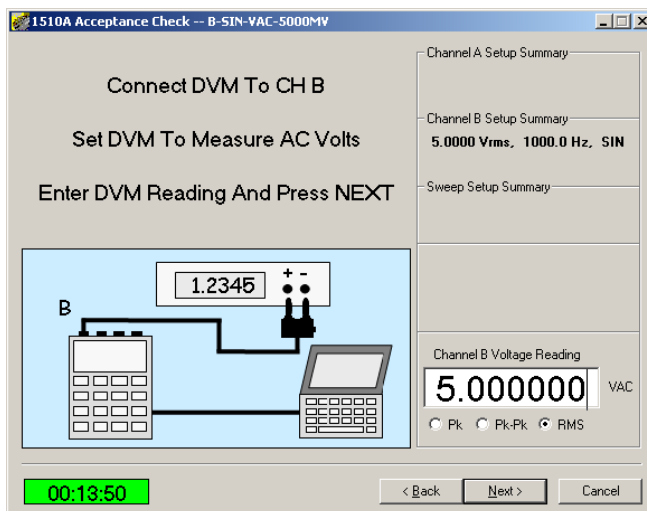 1510A Acceptance Check -- B-SIN-VAC-5000MV
Connect DVM To CH B
Set DVM To Measure AC Volts
Enter DVM Reading And Press NEXT
1.2345
+ -
B
Channel A Setup Summary
Channel B Setup Summary
5.0000 Vrms, 1000.0 Hz, SIN
Sweep Setup Summary
Channel B Voltage Reading
5.000000 VAC
Pk Pk-Pk RMS
00:13:50
< Back Next > Cancel